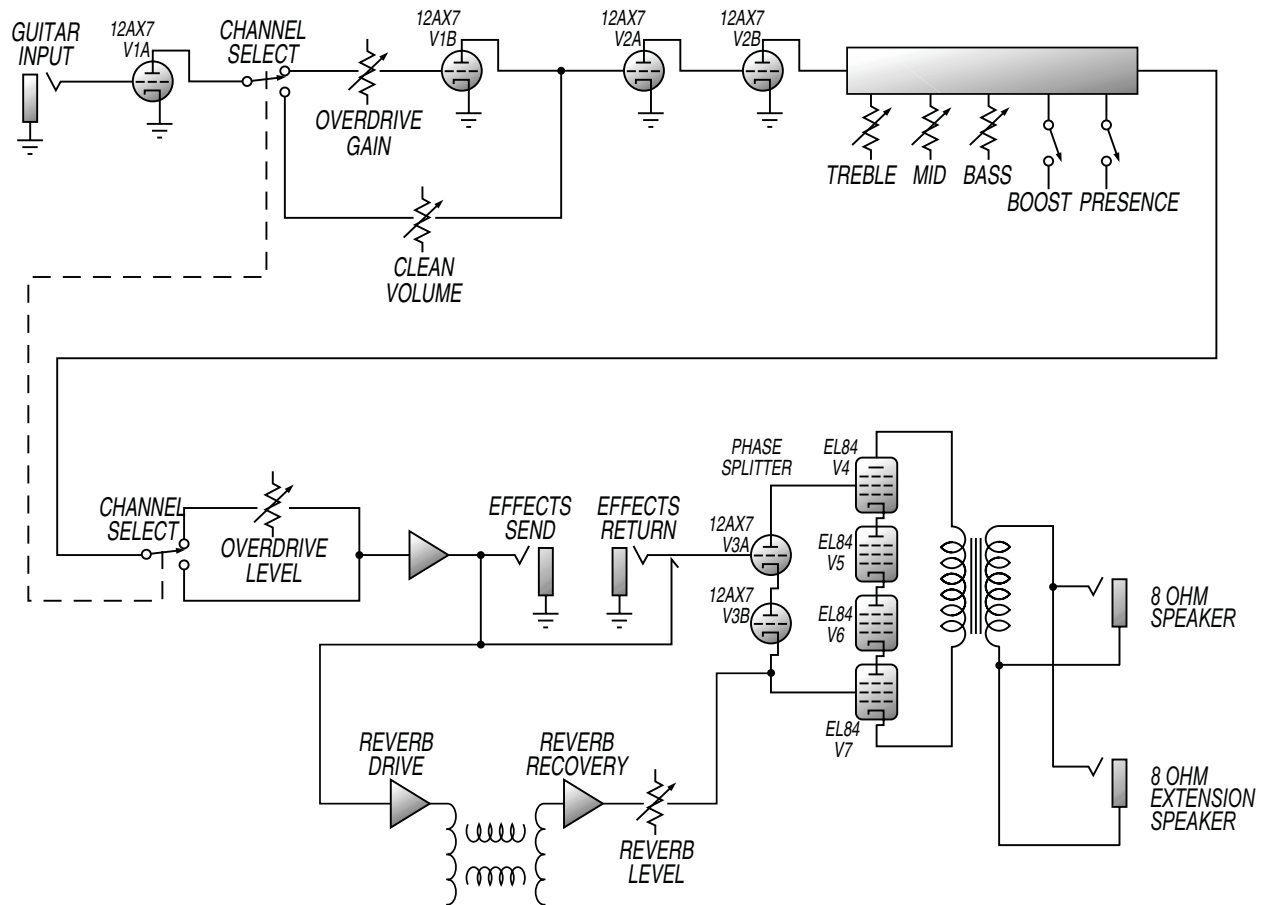 GUITAR
INPUT
12AX7
V1A
CHANNEL
SELECT
OVERDRIVE
GAIN
12AX7
V1B
12AX7
V2A
12AX7
V2B
TREBLE
MID
BASS
BOOST
PRESENCE
CLEAN
VOLUME
CHANNEL
SELECT
OVERDRIVE
LEVEL
EFFECTS
SEND
EFFECTS
RETURN
PHASE
SPLITTER
12AX7
V3A
12AX7
V3B
EL84
V4
EL84
V5
EL84
V6
EL84
V7
8 OHM
SPEAKER
8 OHM
EXTENSION
SPEAKER
REVERB
DRIVE
REVERB
RECOVERY
REVERB
LEVEL